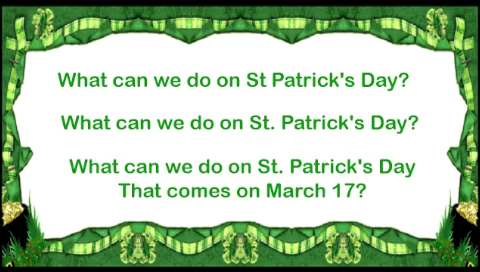 What can we do on St Patrick's Day?
What can we do on St. Patrick's Day?
What can we do on St. Patrick's Day
That comes on March 17?